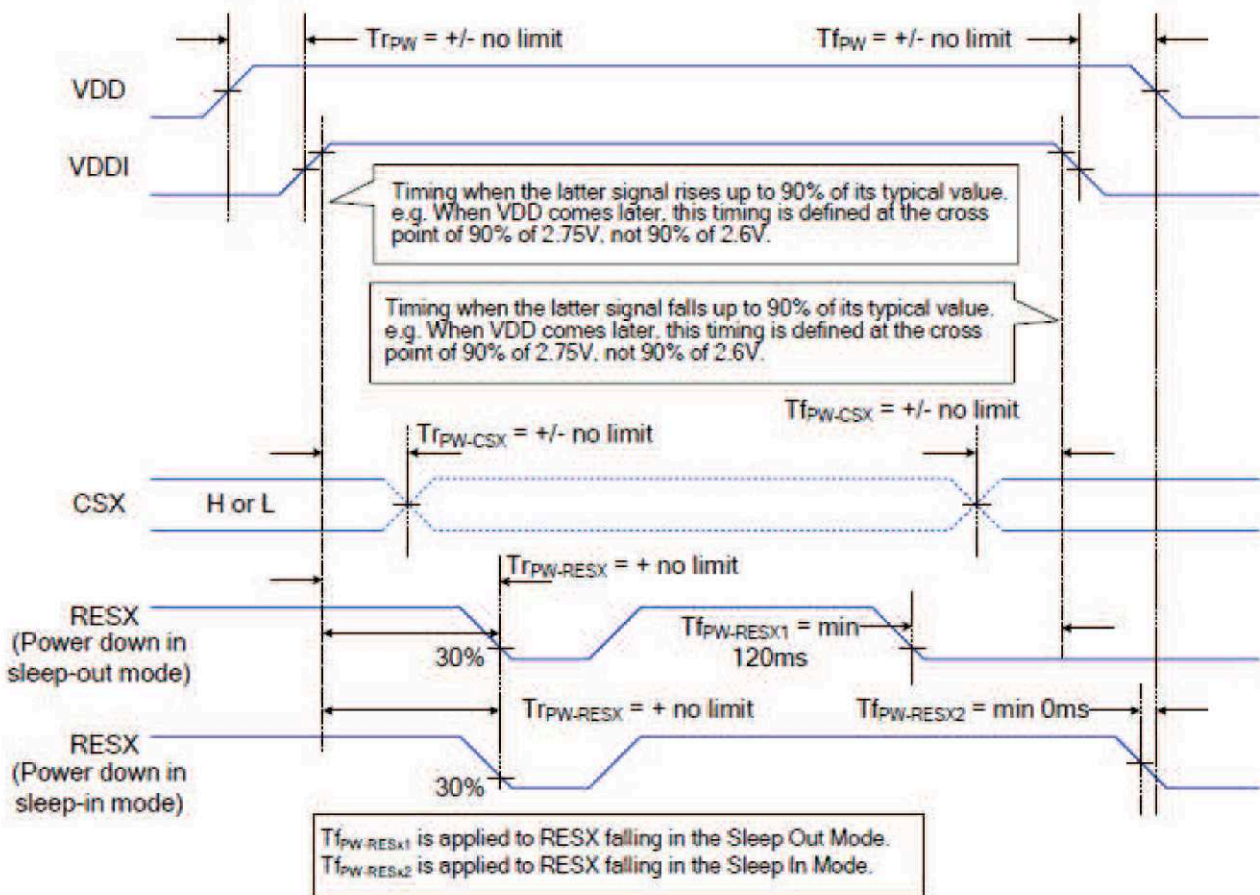 TrPW = +/- no limit
TfPW = +/- no limit
VDD
VDDI
Timing when the latter signal rises up to 90% of its typical value.
e.g. When VDD comes later, this timing is defined at the cross
point of 90% of 2.75V, not 90% of 2.6V.
Timing when the latter signal falls up to 90% of its typical value.
e.g. When VDD comes later, this timing is defined at the cross
point of 90% of 2.75V, not 90% of 2.6V.
TfPW-CSX = +/- no limit
TrPW-CSX = +/- no limit
CSX
H or L
TrPW-RESX = + no limit
RESX
(Power down in
sleep-out mode)
30%
TfPW-RESX1 = min
120ms
TrPW-RESX = + no limit
TfPW-RESX2 = min 0ms
RESX
(Power down in
sleep-in mode)
30%
TfPW-RESx1 is applied to RESX falling in the Sleep Out Mode.
TfPW-RESx2 is applied to RESX falling in the Sleep In Mode.